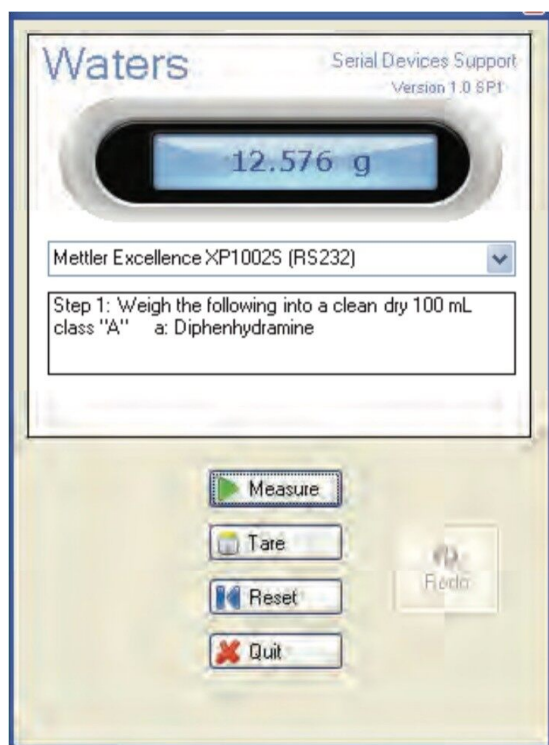 Waters
Serial Devices Support
Version 1.0 SP1
12.576 g
Mettler Excellence XP1002S (RS232)
Step 1: Weigh the following into a clean dry 100 mL
class "A" a: Diphenhydramine
Measure
Tare
Redo
Reset
Quit